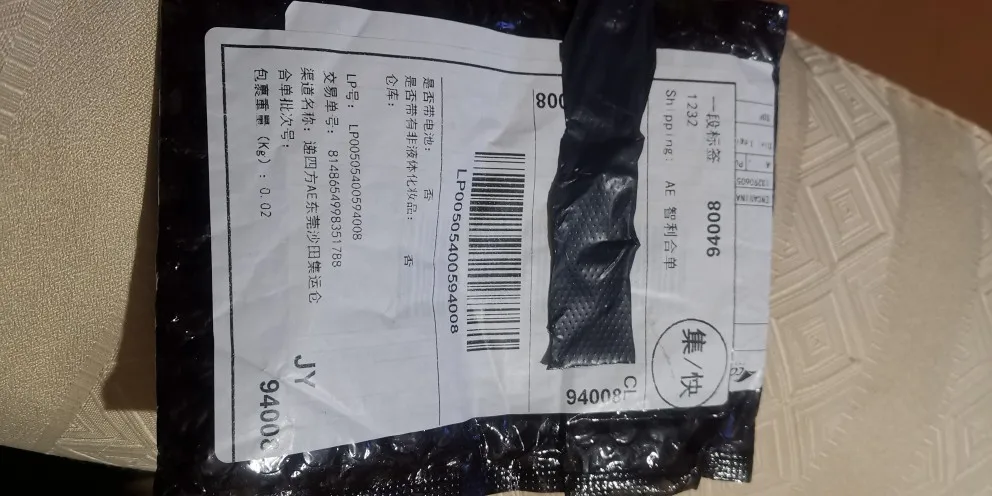 一段标签
94008
1232
Shipping: AE 智利合单
集/快
CL
94008
LP00505400594008
是否带电池: 否
是否带有非液体化妆品: 否
仓库:
LP号: LP00505400594008
交易单号: 8148654998351788
渠道名称: 递四方AE东莞沙田集运仓
合单批次号:
包裹重量 (Kg): 0.02
JY